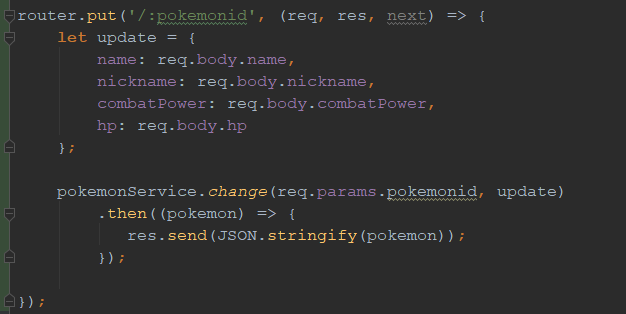 router.put('/:pokemonid', (req, res, next) => {
    let update = {
        name: req.body.name,
        nickname: req.body.nickname,
        combatPower: req.body.combatPower,
        hp: req.body.hp
    };
    pokemonService.change(req.params.pokemonid, update)
        .then((pokemon) => {
           res.send(JSON.stringify(pokemon));
        });
});